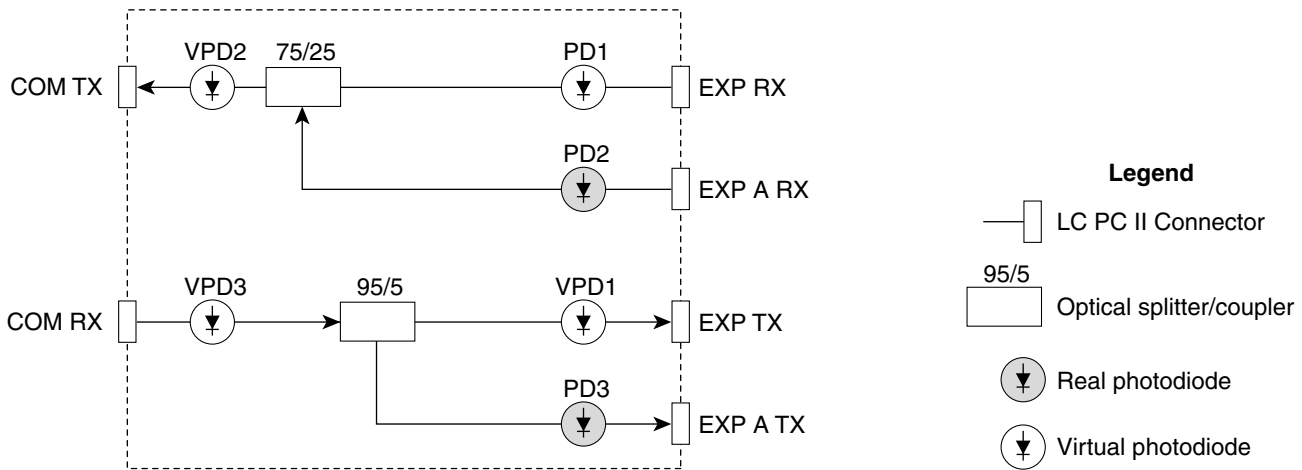 VPD2
75/25
PD1
COM TX
EXP RX
PD2
EXP A RX
VPD3
95/5
VPD1
COM RX
EXP TX
PD3
EXP A TX
Legend
LC PC II Connector
95/5
Optical splitter/coupler
Real photodiode
Virtual photodiode